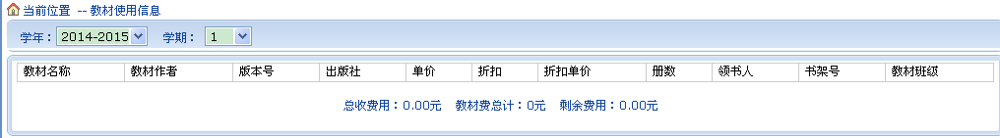 当前位置 -- 教材使用信息
学年：2014-2015 学期：1
教材名称 教材作者 版本号 出版社 单价 折扣 折扣单价 册数 领书人 书架号 教材班级
总收费用：0.00元 教材费总计：0元 剩余费用：0.00元